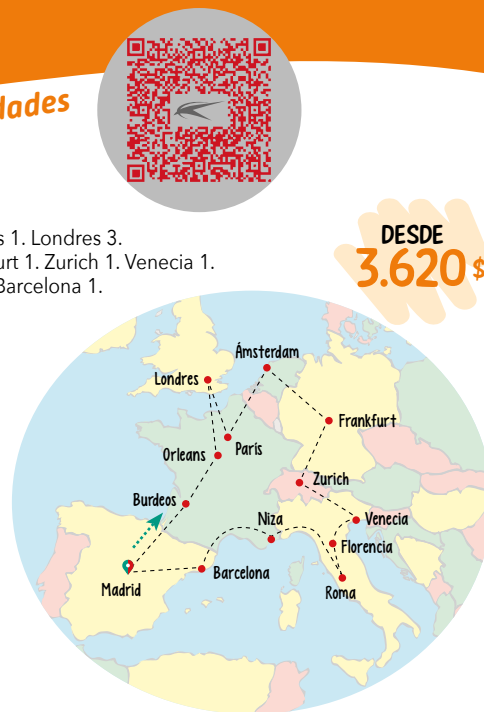 dades
s 1. Londres 3.
urt 1. Zurich 1. Venecia 1.
Barcelona 1.
DESDE
3.620 $
Ámsterdam
Londres
Frankfurt
París
Orleans
Zurich
Burdeos
Niza
Venecia
Florencia
Barcelona
Madrid
Roma